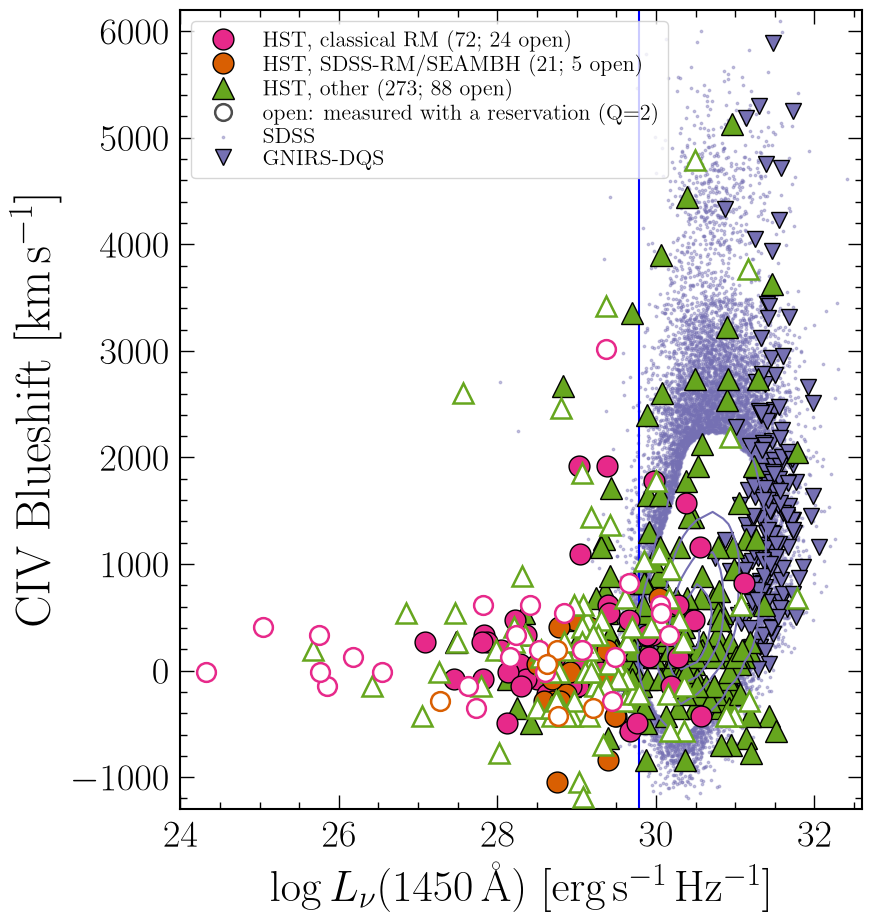 HST, classical RM (72; 24 open)
HST, SDSS-RM/SEAMBH (21; 5 open)
HST, other (273; 88 open)
open: measured with a reservation (Q=2)
SDSS
GNIRS-DQS
6000
5000
4000
3000
2000
1000
0
−1000
CIV Blueshift [km s⁻¹]
24 26 28 30 32
log Lν(1450 Å) [erg s⁻¹ Hz⁻¹]